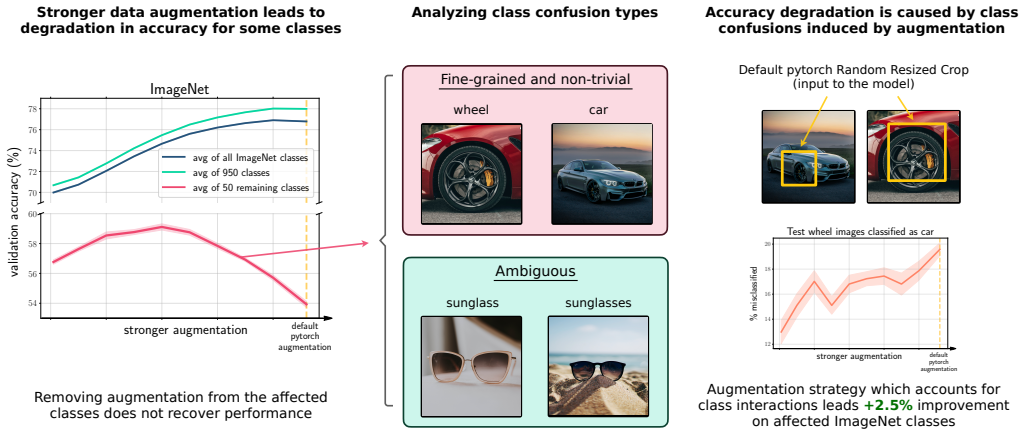 Stronger data augmentation leads to
degradation in accuracy for some classes
ImageNet
validation accuracy (%)
78
76
74
72
70
60
58
56
54
avg of all ImageNet classes
avg of 950 classes
avg of 50 remaining classes
stronger augmentation
default
pytorch
augmentation
Removing augmentation from the affected
classes does not recover performance
Analyzing class confusion types
Fine-grained and non-trivial
wheel
car
Ambiguous
sunglass
sunglasses
Accuracy degradation is caused by class
confusions induced by augmentation
Default pytorch Random Resized Crop
(input to the model)
Test wheel images classified as car
% misclassified
20
18
16
14
12
stronger augmentation
default
pytorch
augmentation
Augmentation strategy which accounts for
class interactions leads +2.5% improvement
on affected ImageNet classes